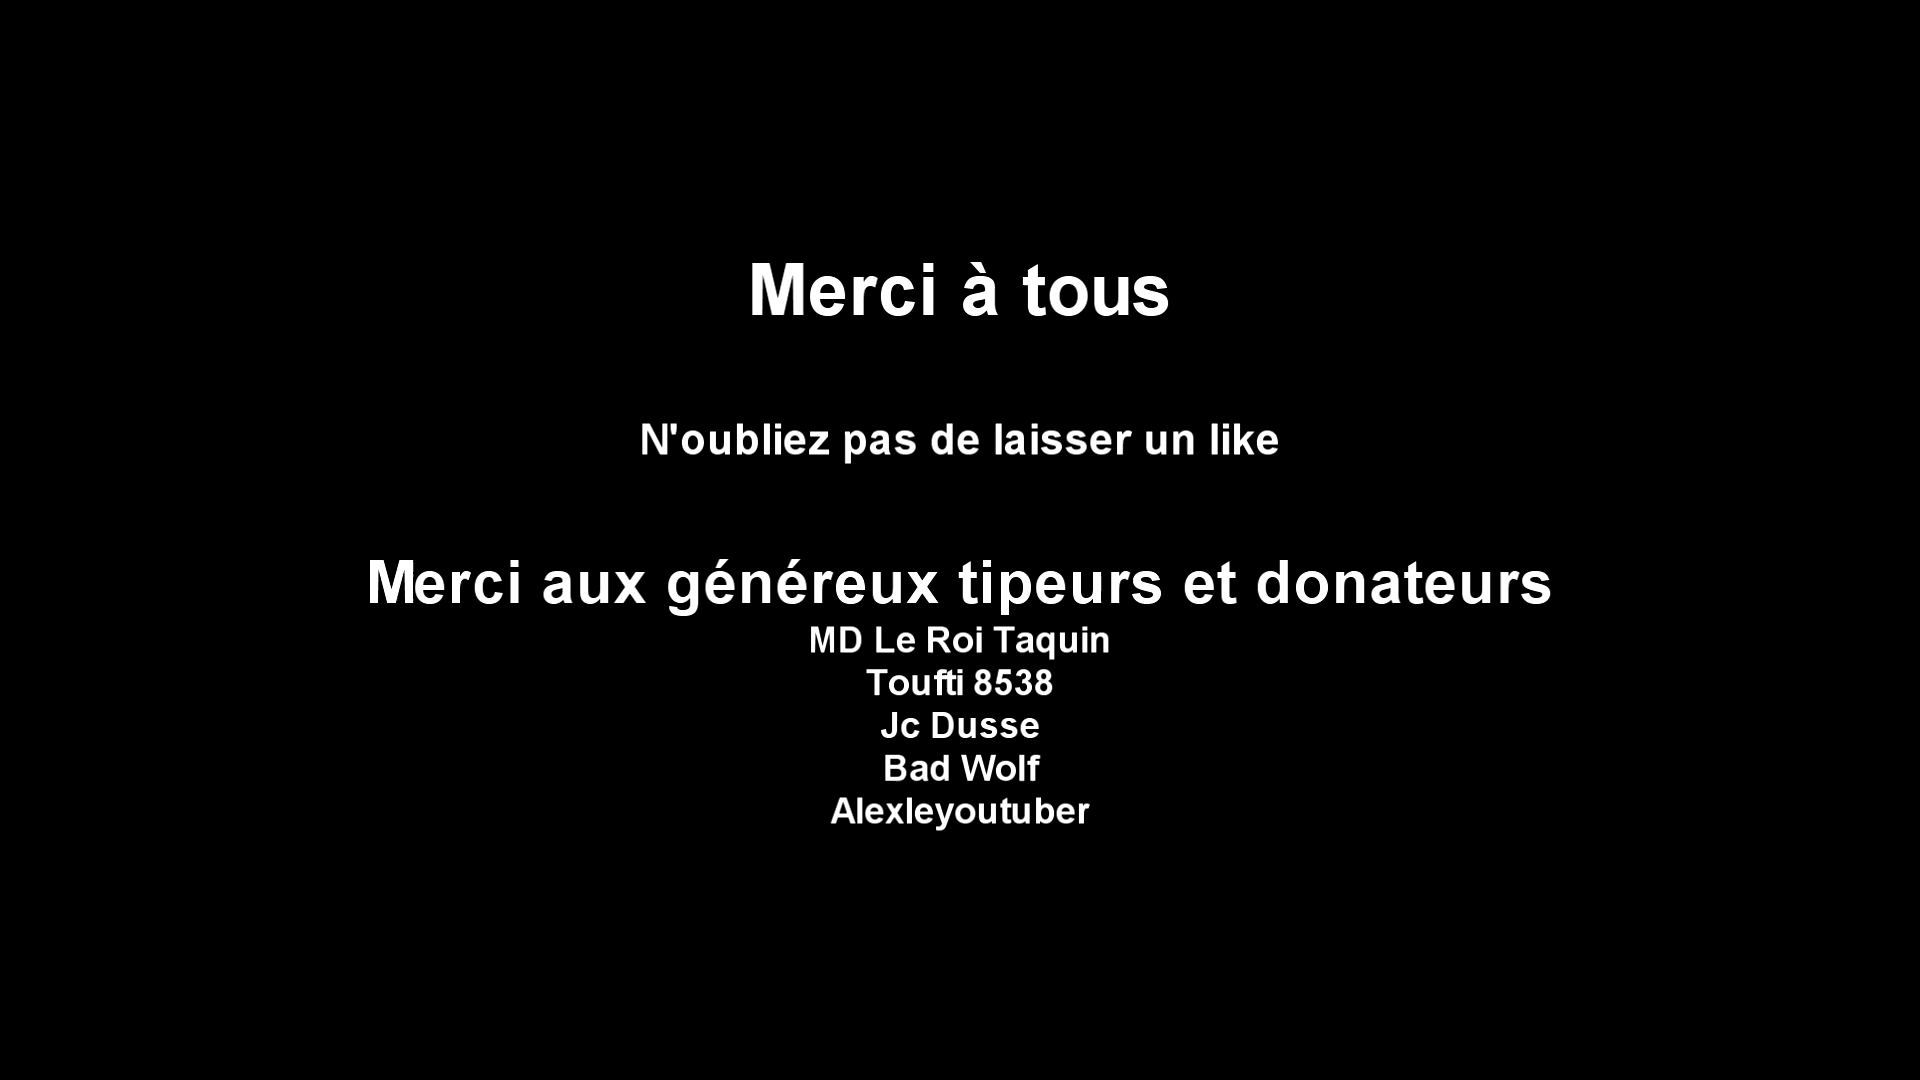 Merci à tous
N'oubliez pas de laisser un like
Merci aux généreux tipeurs et donateurs
MD Le Roi Taquin
Toufti 8538
Jc Dusse
Bad Wolf
Alexleyoutuber